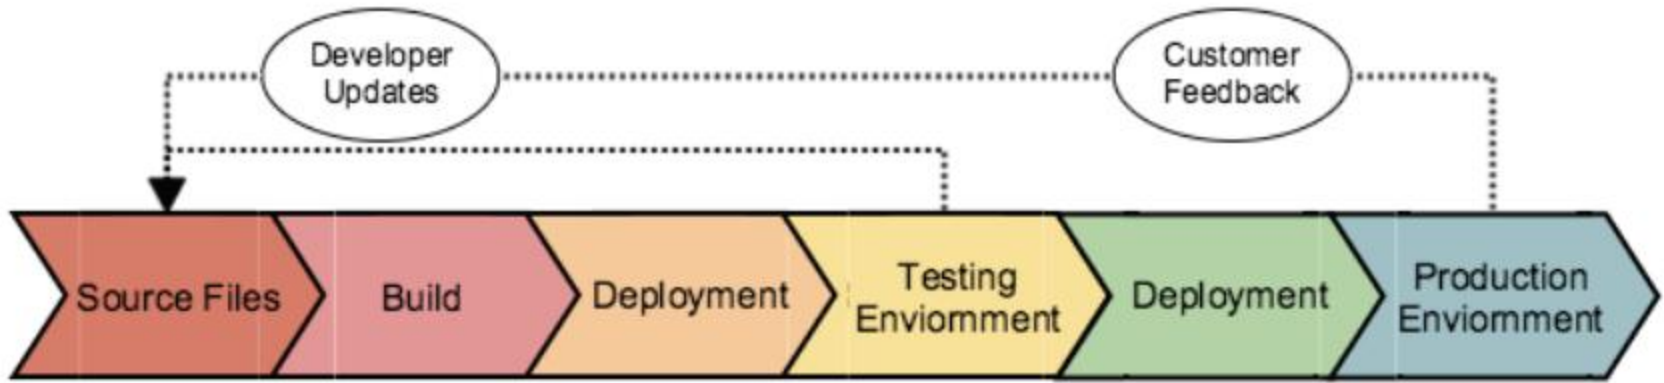 Developer
Updates
Customer
Feedback
Source Files
Build
Deployment
Testing
Enviornment
Deployment
Production
Enviornment